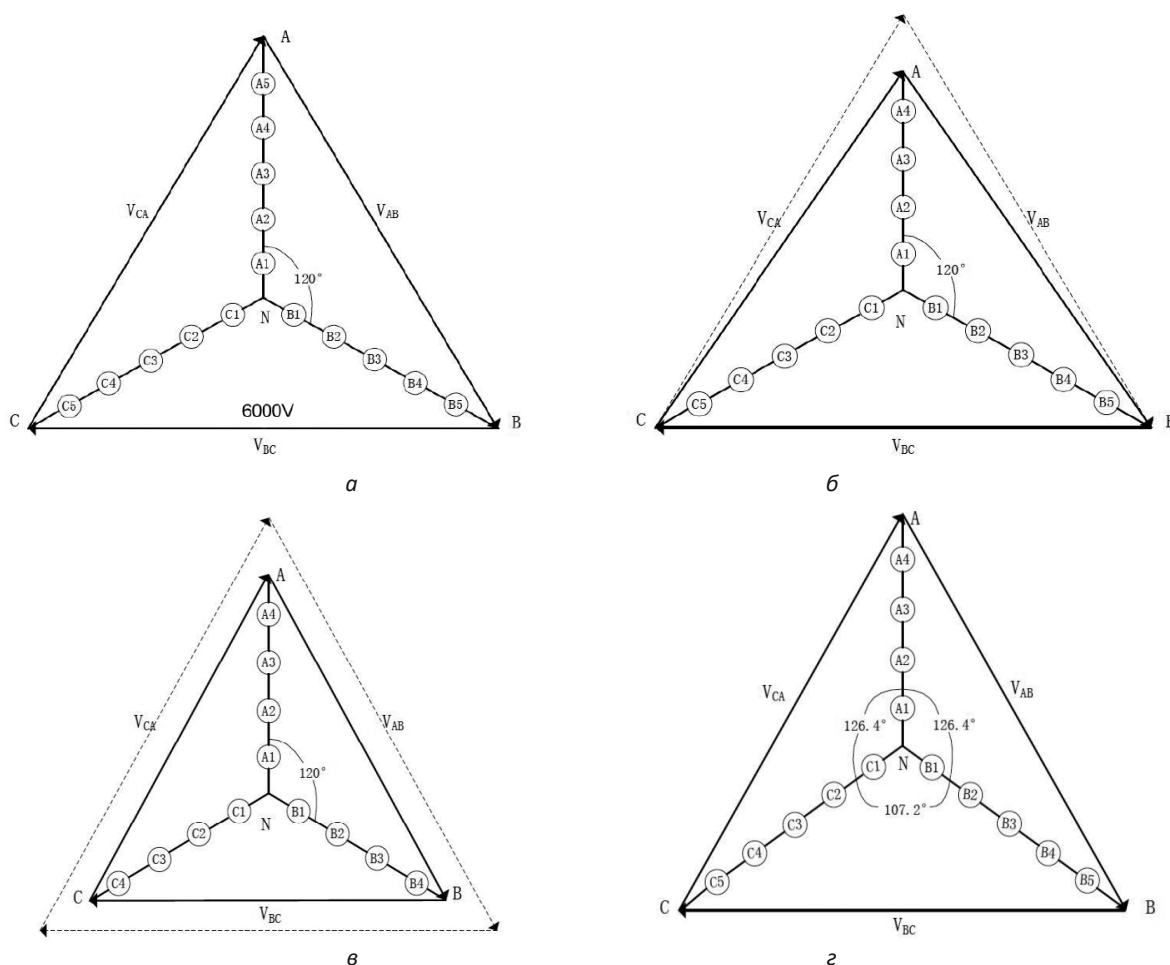 A
A5
A4
A3
A2
A1
V_CA
V_AB
120°
N
C1
C2
C3
C4
C5
B1
B2
B3
B4
B5
C
6000V
B
V_BC
а
A
A4
A3
A2
A1
V_CA
V_AB
120°
N
C1
C2
C3
C4
C5
B1
B2
B3
B4
B5
C
V_BC
б
A
A4
A3
A2
A1
V_CA
V_AB
120°
N
C1
C2
C3
C4
B1
B2
B3
B4
C
B
V_BC
в
A
A4
A3
A2
A1
V_CA
V_AB
126.4°
126.4°
N
107.2°
C1
C2
C3
C4
C5
B1
B2
B3
B4
B5
C
B
V_BC
г